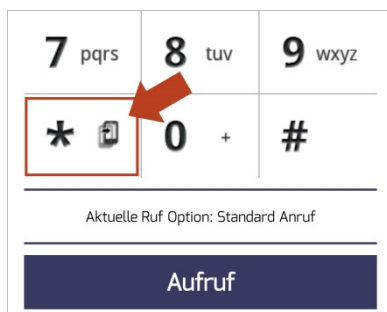 7 pqrs 8 tuv 9 wxyz
* 0 + #
Aktuelle Ruf Option: Standard Anruf
Aufruf